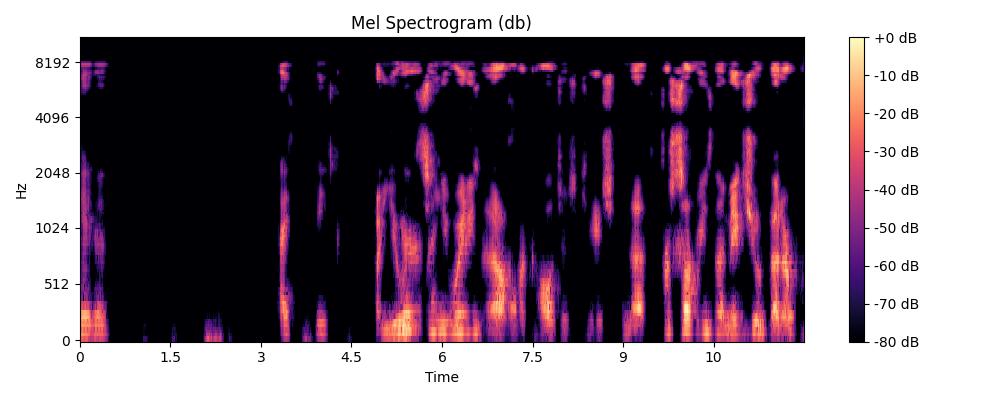 Mel Spectrogram (db)
Hz
8192
4096
2048
1024
512
0
0 1.5 3 4.5 6 7.5 9 10
Time
+0 dB
-10 dB
-20 dB
-30 dB
-40 dB
-50 dB
-60 dB
-70 dB
-80 dB